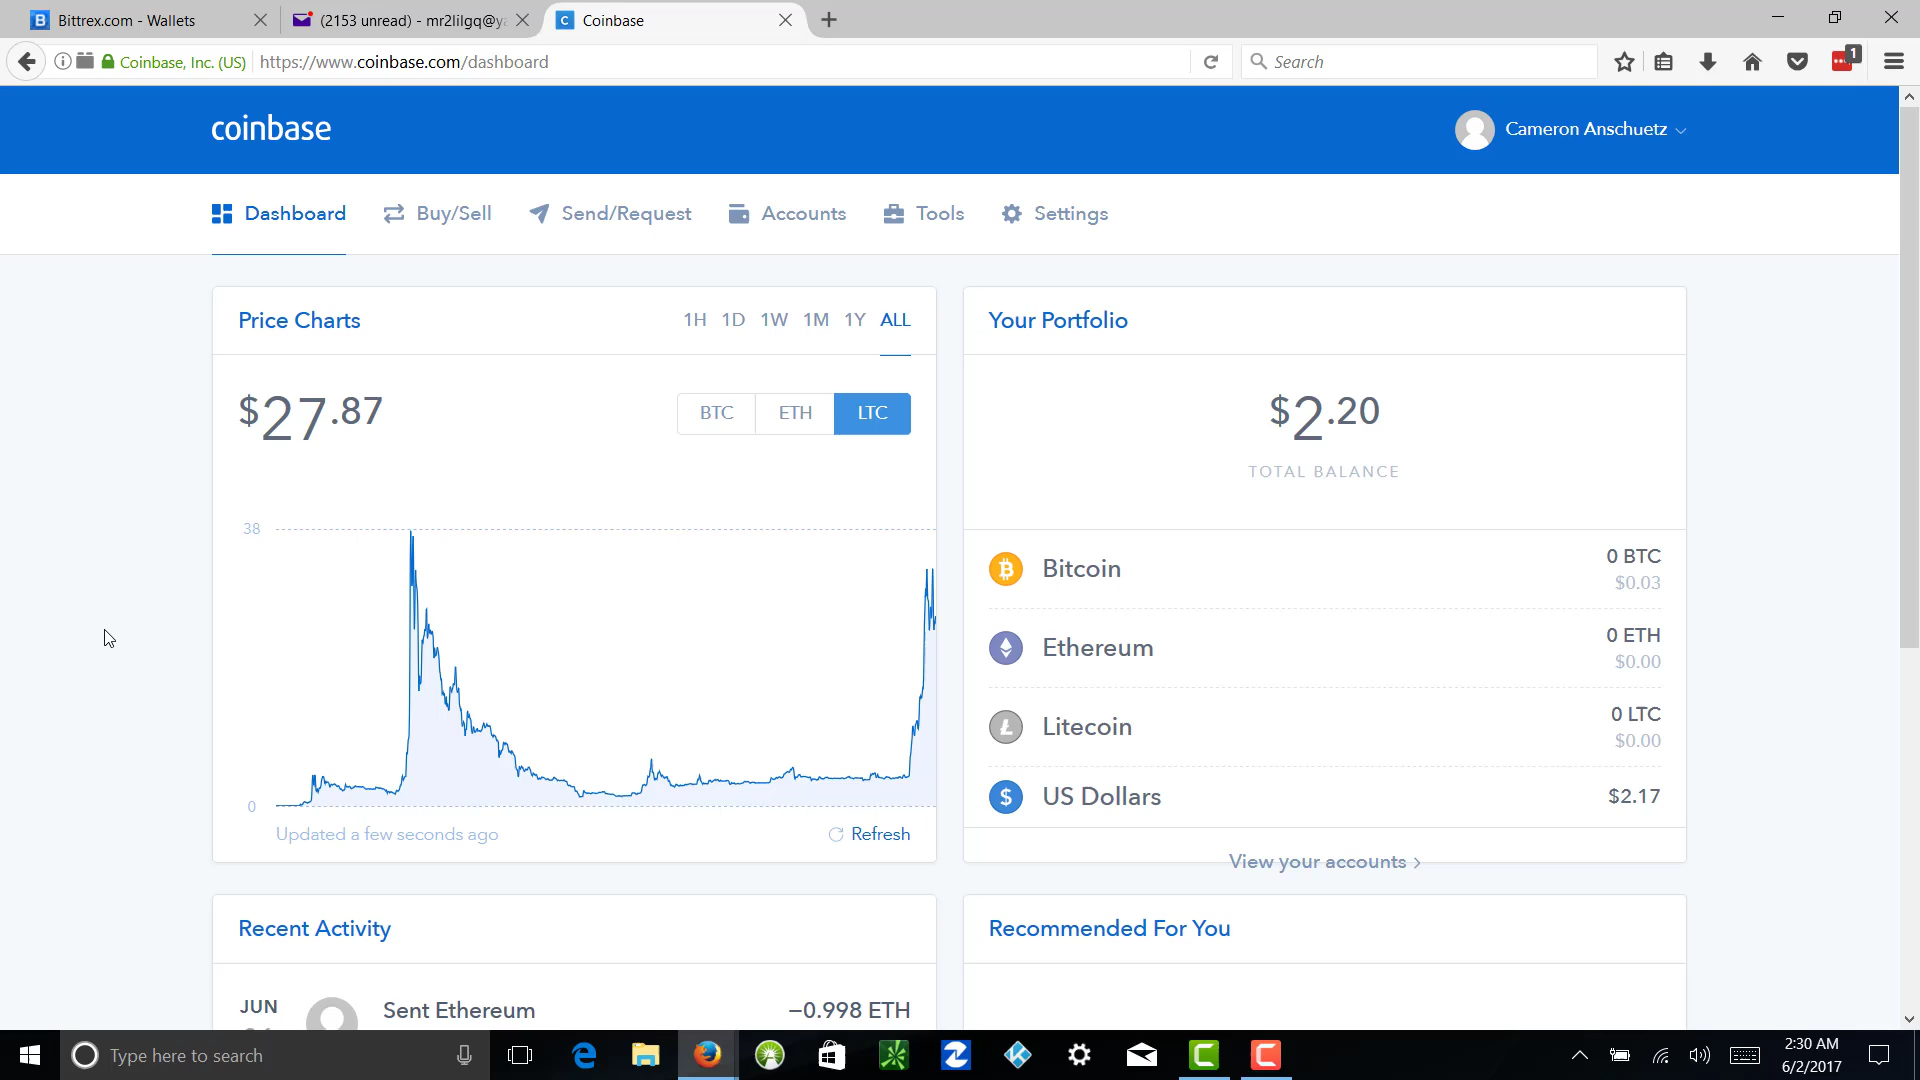 Bittrex.com - Wallets
(2153 unread) - mr2lilgq@y
Coinbase
Coinbase, Inc. (US)
https://www.coinbase.com/dashboard
Search
1
coinbase
Cameron Anschuetz
Dashboard
Buy/Sell
Send/Request
Accounts
Tools
Settings
Price Charts
1H 1D 1W 1M 1Y ALL
$27.87
BTC
ETH
LTC
38
0
Updated a few seconds ago
Refresh
Your Portfolio
$2.20
TOTAL BALANCE
Bitcoin
0 BTC
$0.03
Ethereum
0 ETH
$0.00
Litecoin
0 LTC
$0.00
US Dollars
$2.17
View your accounts >
Recent Activity
JUN
Sent Ethereum
−0.998 ETH
Recommended For You
Type here to search
2:30 AM
6/2/2017